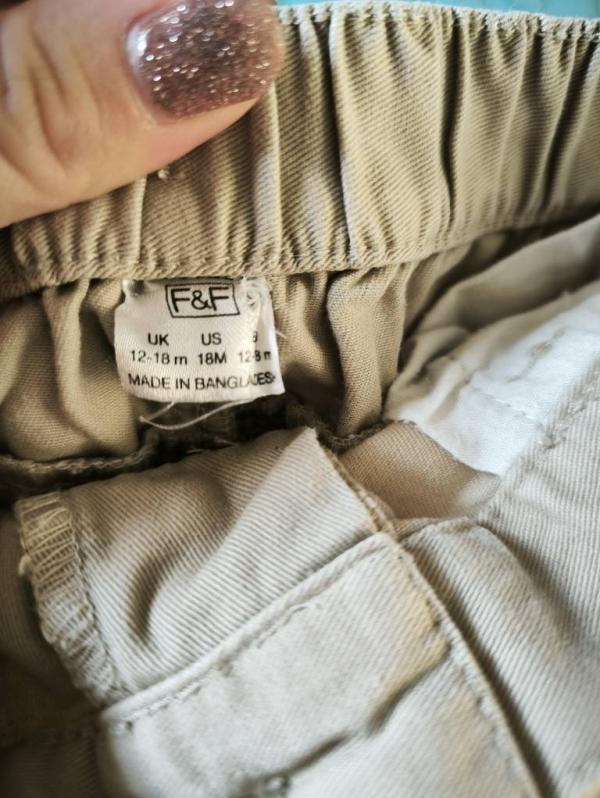 F&F
UK US
12-18 m 18M
MADE IN BANGLADES